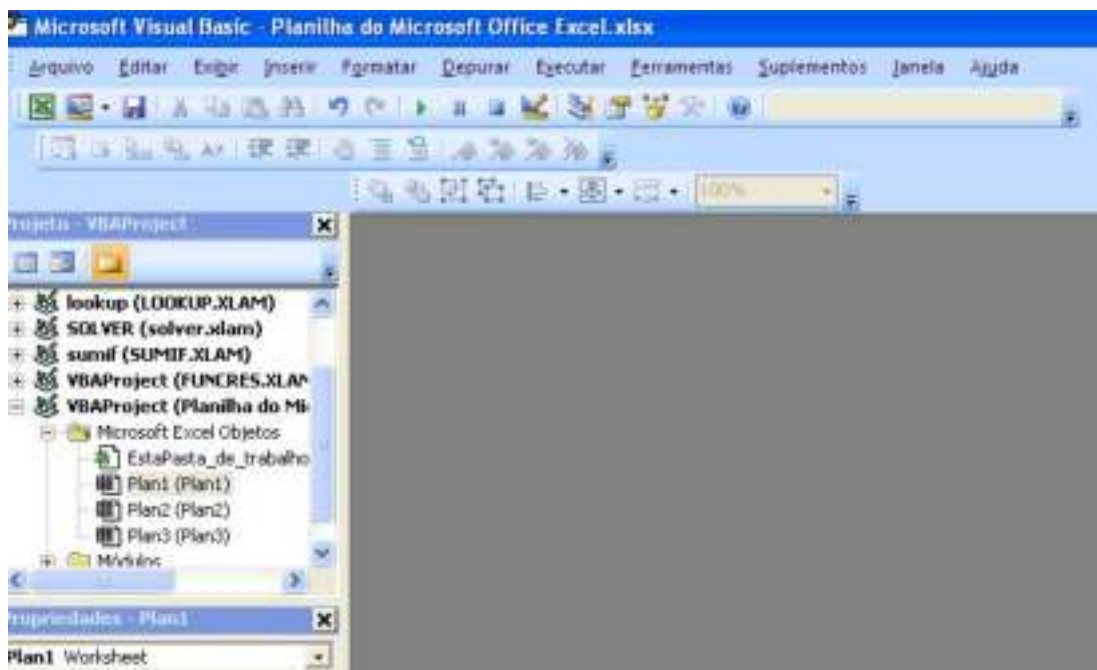 Microsoft Visual Basic - Planilha do Microsoft Office Excel.xlsx
Arquivo Editar Exibir Inserir Formatar Depurar Executar Ferramentas Suplementos Janela Ajuda
100%
Projeto - VBAProject
lookup (LOOKUP.XLAM)
SOLVER (solver.xlam)
sumif (SUMIF.XLAM)
VBAProject (FUNCRES.XLAM
VBAProject (Planilha do Mi
Microsoft Excel Objetos
EstaPasta_de_trabalho
Plan1 (Plan1)
Plan2 (Plan2)
Plan3 (Plan3)
Módulos
Propriedades - Plan1
Plan1 Worksheet